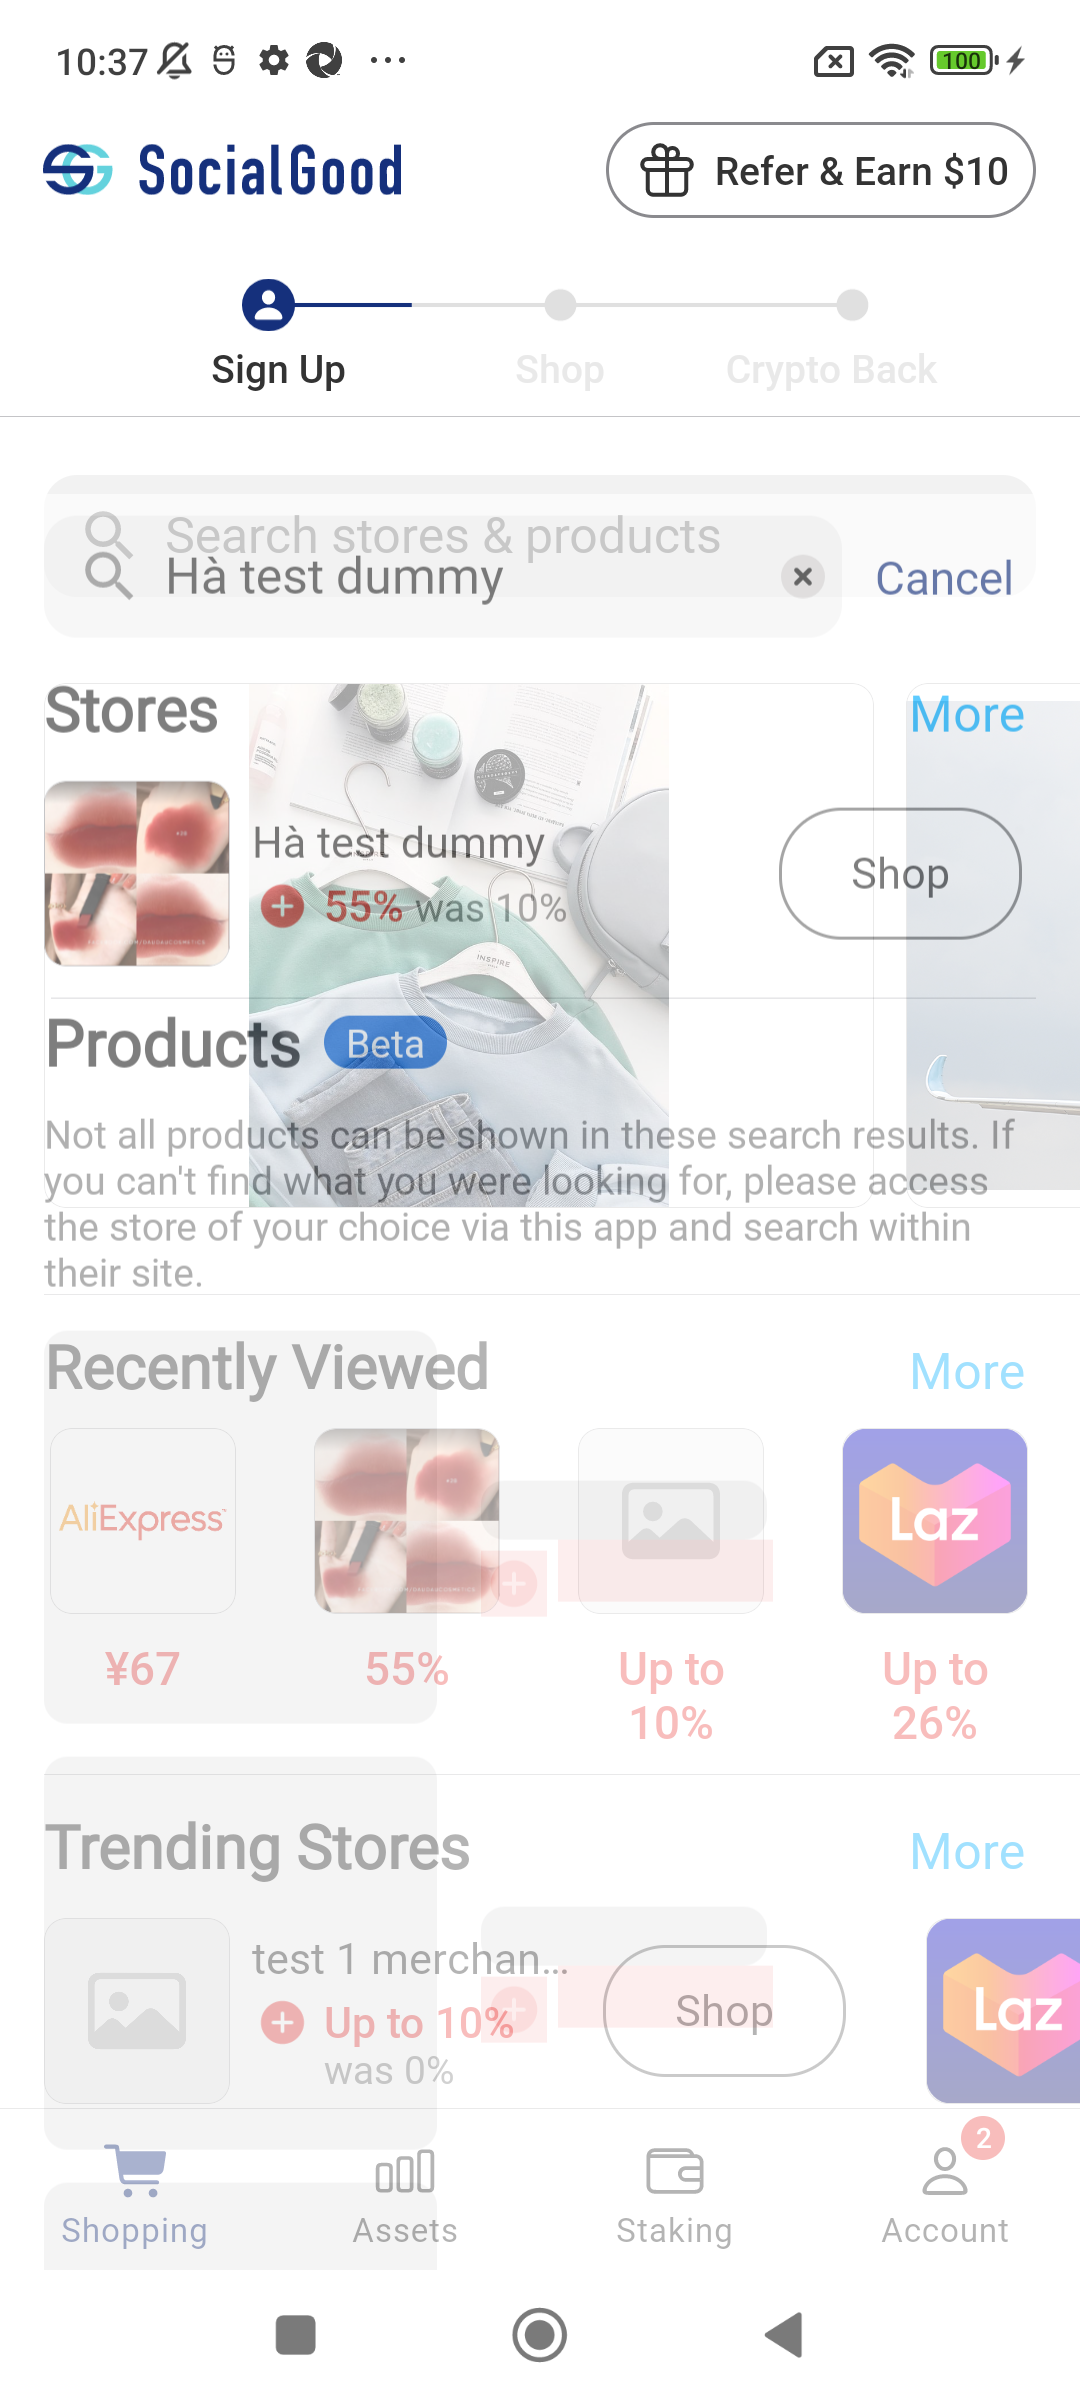 10:37
100
SocialGood
Refer & Earn $10
Sign Up
Shop
Crypto Back
Search stores & products
Hà test dummy
Cancel
Stores
More
Hà test dummy
55% was 10%
Shop
INSPIRE
Products
Beta
Not all products can be shown in these search results. If
you can't find what you were looking for, please access
the store of your choice via this app and search within
their site.
Recently Viewed
More
AliExpress
Laz
¥67
55%
Up to
10%
Up to
26%
Trending Stores
More
test 1 merchan...
Up to 10%
was 0%
Shop
Laz
2
Shopping
Assets
Staking
Account